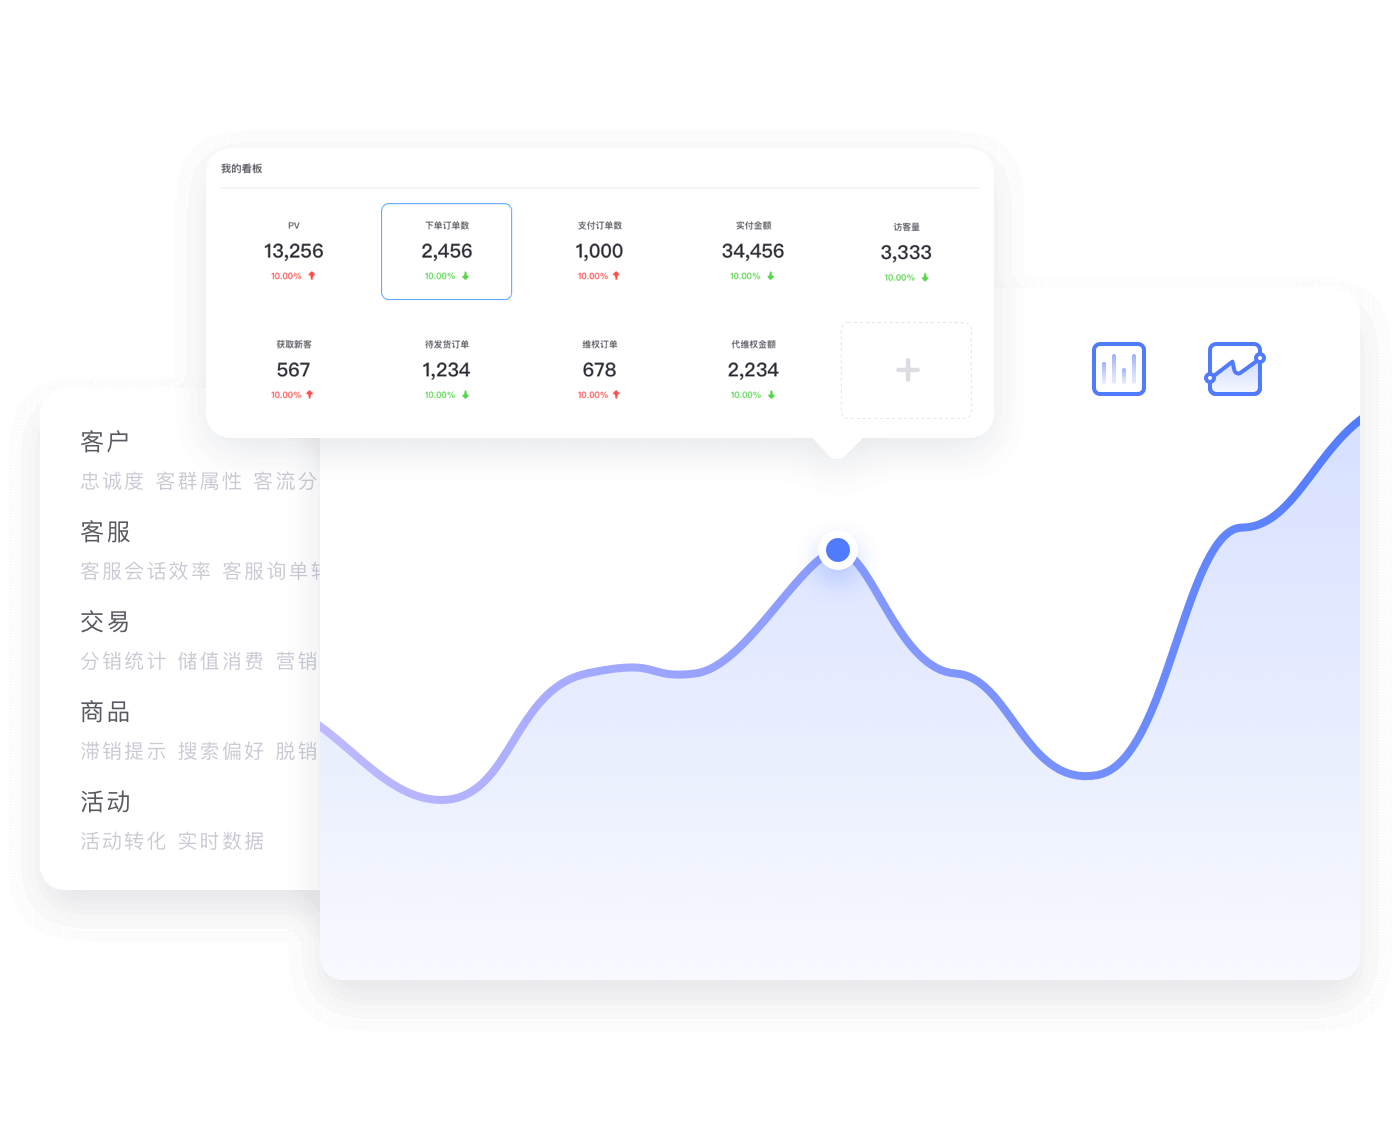 我的看板
PV 下单订单数 支付订单数 实付金额 访客量
13,256 2,456 1,000 34,456 3,333
10.00% 10.00% 10.00% 10.00% 10.00%
获取新客 待发货订单 维权订单 代维权金额
567 1,234 678 2,234
10.00% 10.00% 10.00% 10.00%
客户
忠诚度 客群属性 客流分
客服
客服会话效率 客服询单
交易
分销统计 储值消费 营销
商品
滞销提示 搜索偏好 脱销
活动
活动转化 实时数据